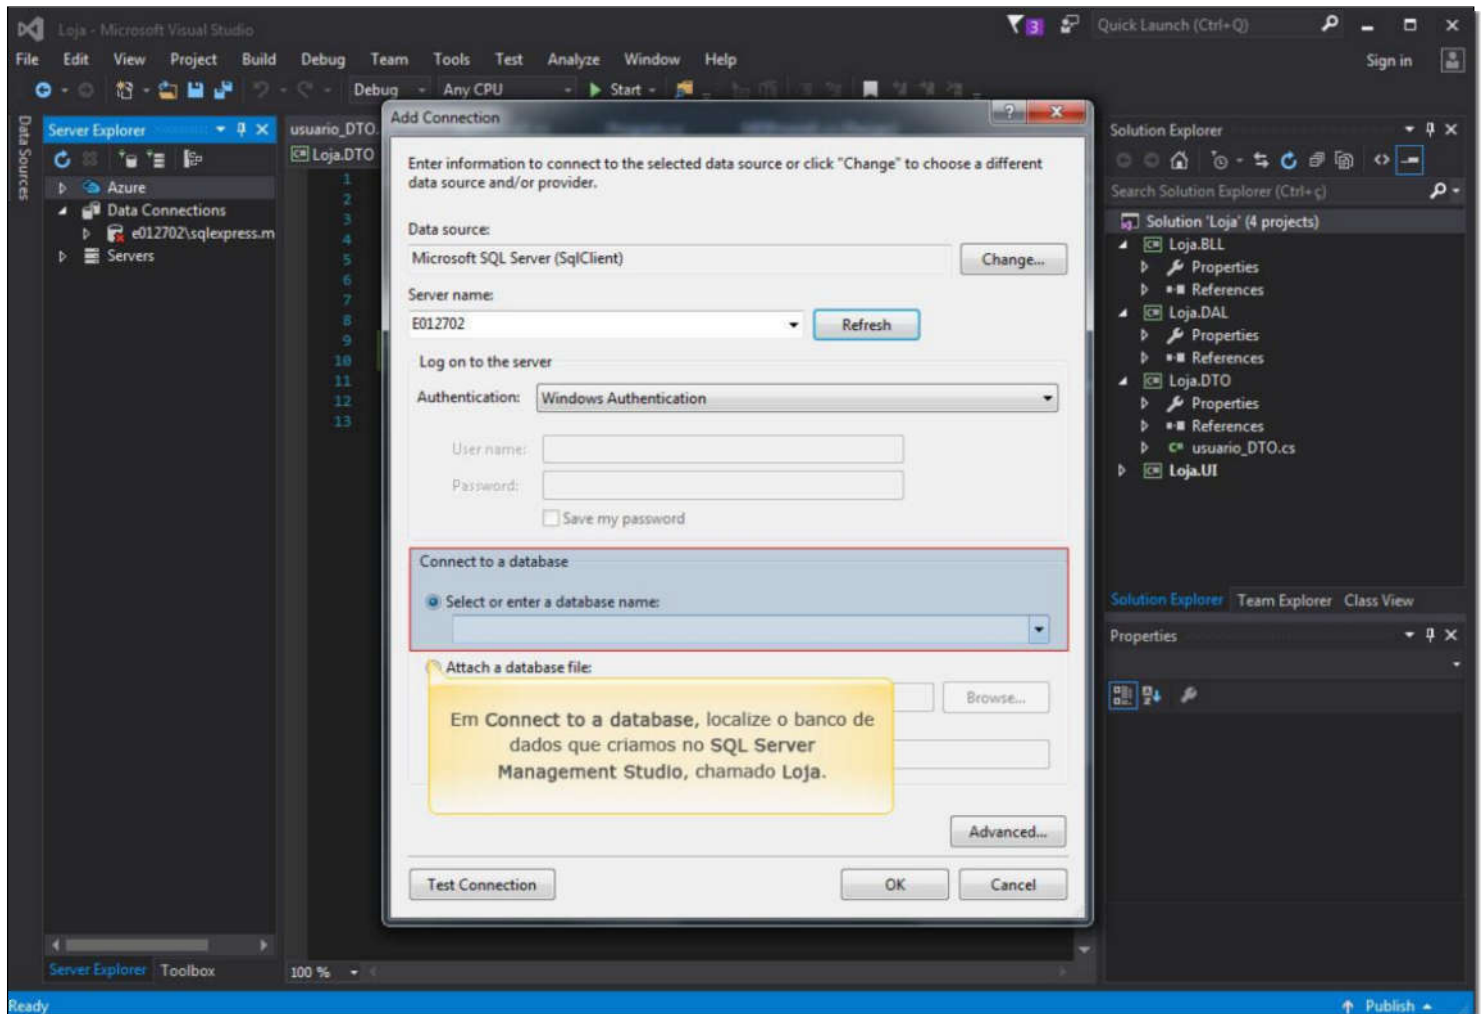 Loja - Microsoft Visual Studio
3
Quick Launch (Ctrl+Q)
File Edit View Project Build Debug Team Tools Test Analyze Window Help
Sign in
Debug Any CPU Start
Data Sources
Server Explorer
Azure
Data Connections
e012702\sqlexpress.m
Servers
Server Explorer Toolbox
usuario_DTO.
Loja.DTO
1
2
3
4
5
6
7
8
9
10
11
12
13
100 %
Add Connection
Enter information to connect to the selected data source or click "Change" to choose a different
data source and/or provider.
Data source:
Microsoft SQL Server (SqlClient)
Change...
Server name:
E012702
Refresh
Log on to the server
Authentication: Windows Authentication
User name:
Password:
Save my password
Connect to a database
Select or enter a database name:
Attach a database file:
Browse...
Em Connect to a database, localize o banco de
dados que criamos no SQL Server
Management Studio, chamado Loja.
Advanced...
Test Connection
OK
Cancel
Solution Explorer
Search Solution Explorer (Ctrl+ç)
Solution 'Loja' (4 projects)
Loja.BLL
Properties
References
Loja.DAL
Properties
References
Loja.DTO
Properties
References
usuario_DTO.cs
Loja.UI
Solution Explorer Team Explorer Class View
Properties
Ready
Publish